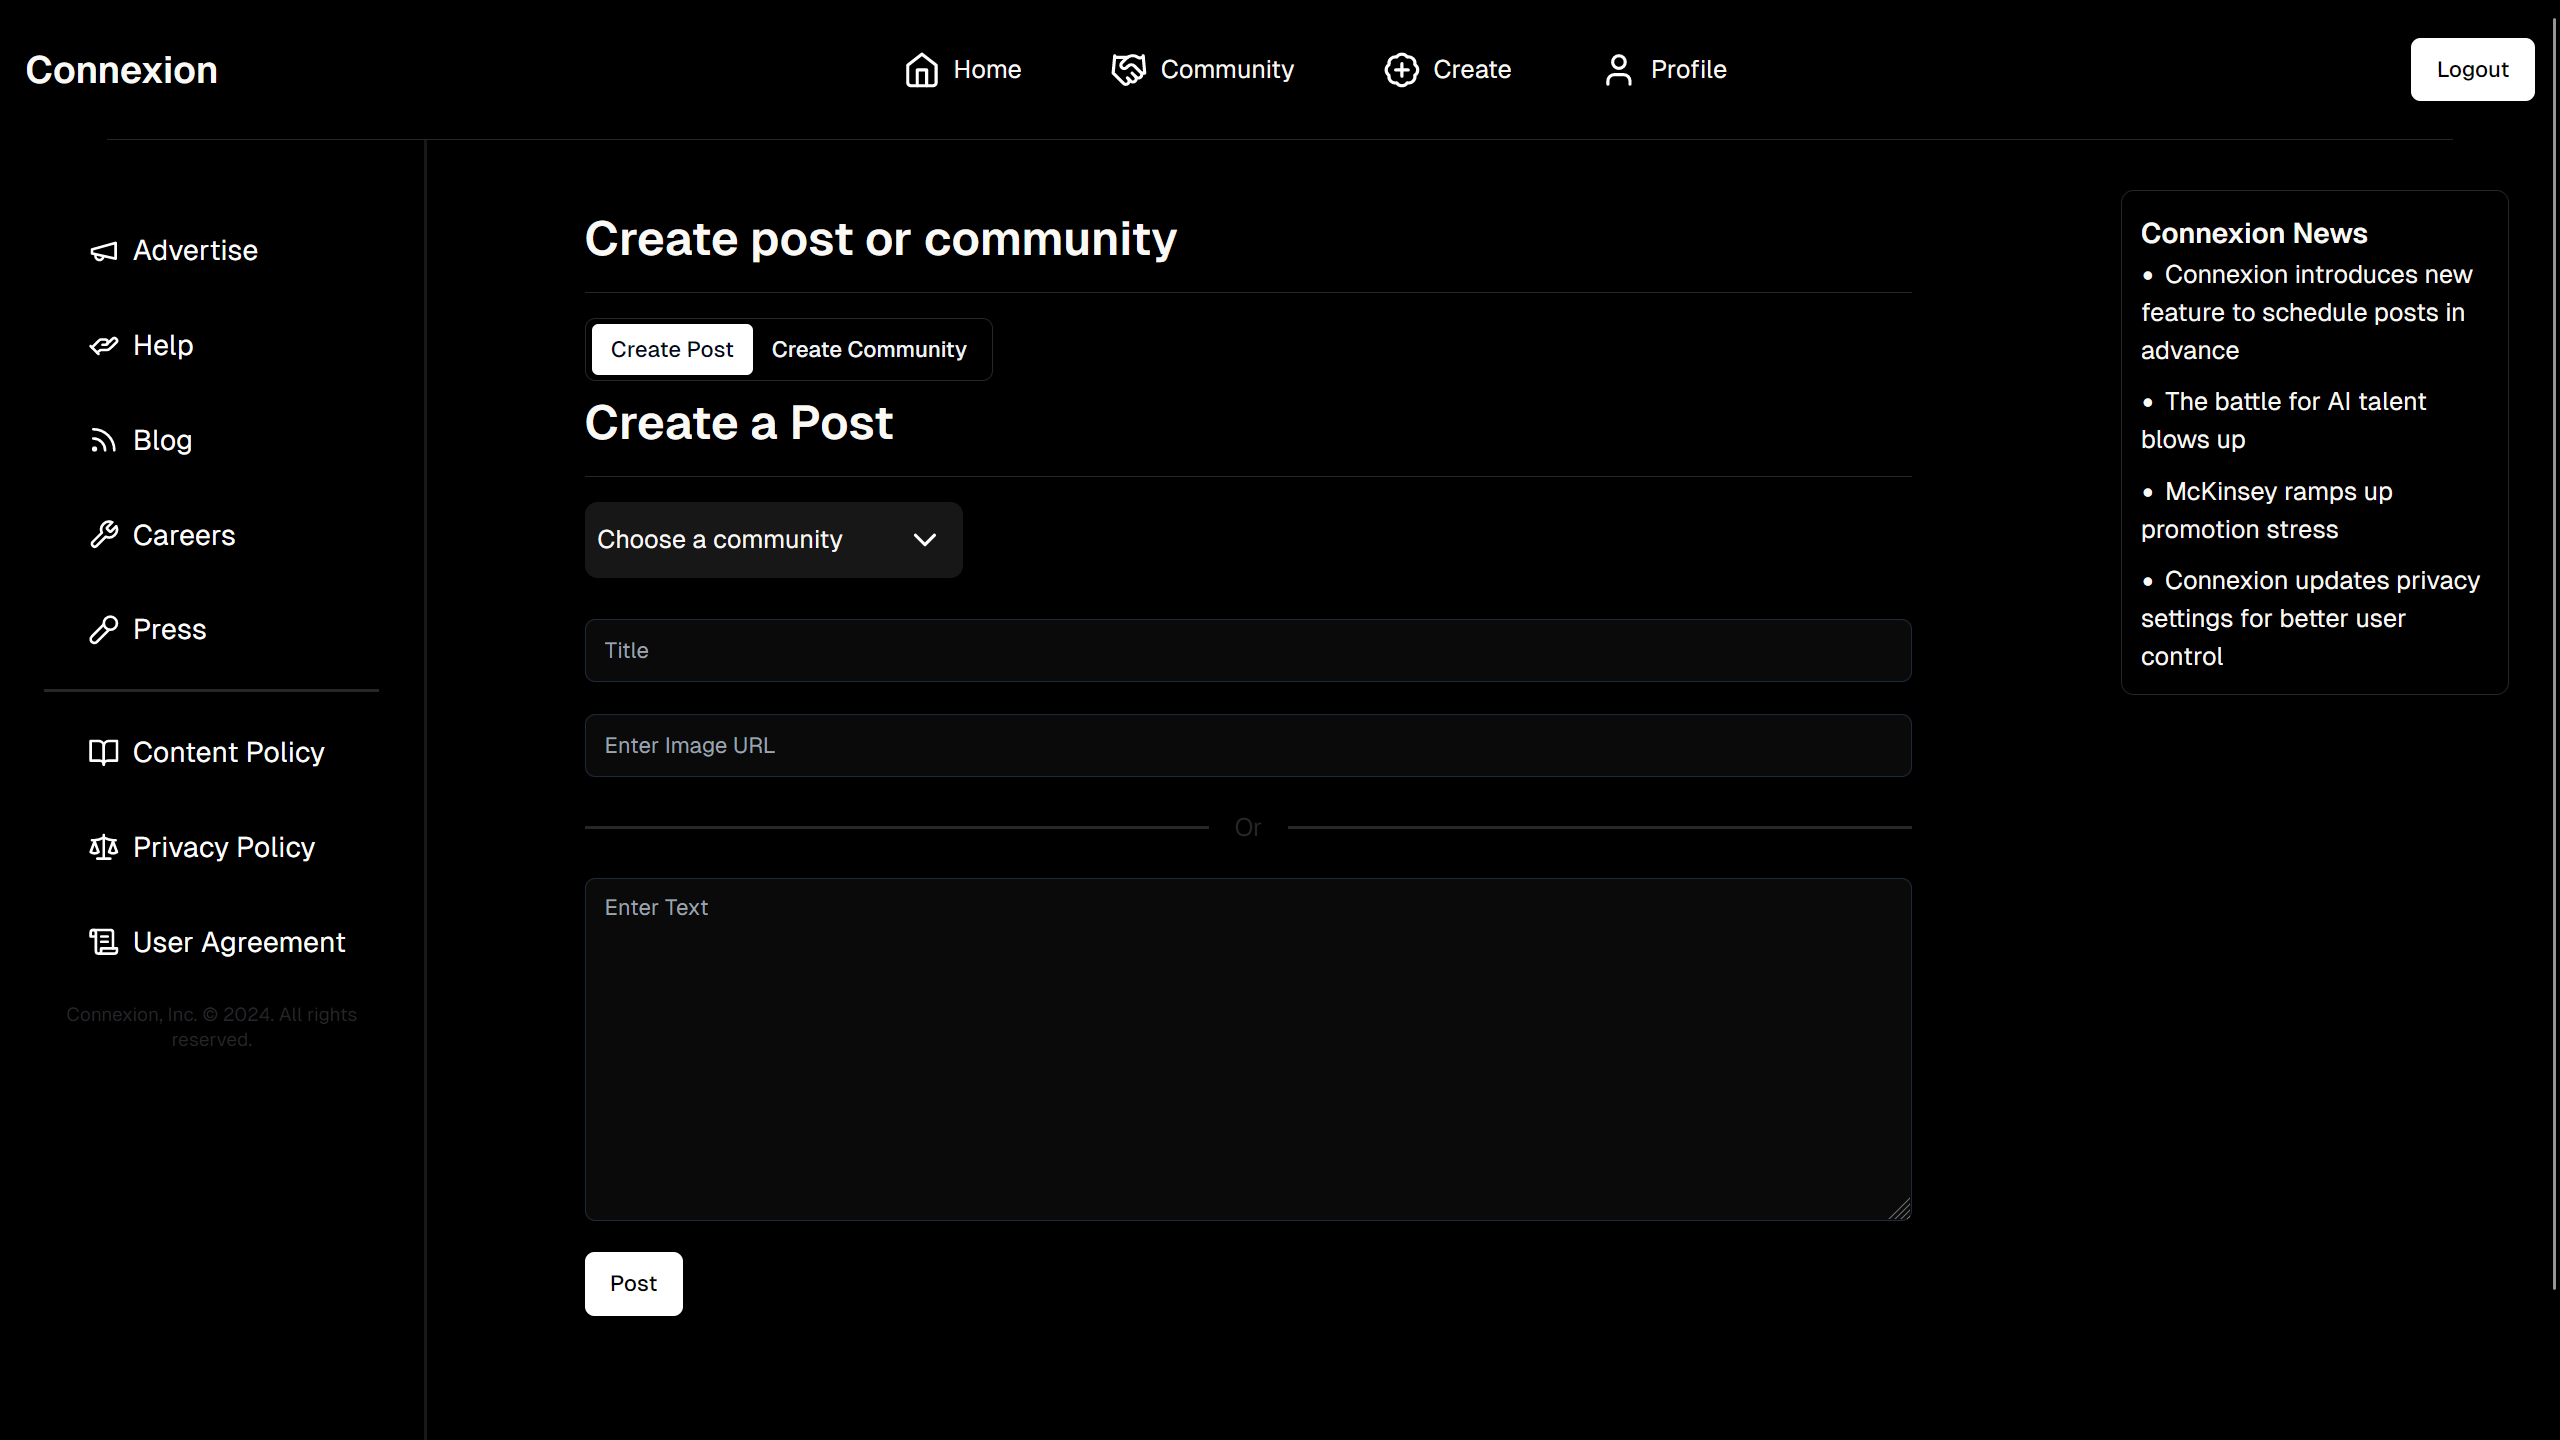 Connexion
Home
Community
Create
Profile
Logout
Advertise
Help
Blog
Careers
Press
Content Policy
Privacy Policy
User Agreement
Connexion, Inc. © 2024. All rights
reserved.
Create post or community
Create Post
Create Community
Create a Post
Choose a community
Title
Enter Image URL
Or
Enter Text
Post
Connexion News
• Connexion introduces new
feature to schedule posts in
advance
• The battle for AI talent
blows up
• McKinsey ramps up
promotion stress
• Connexion updates privacy
settings for better user
control